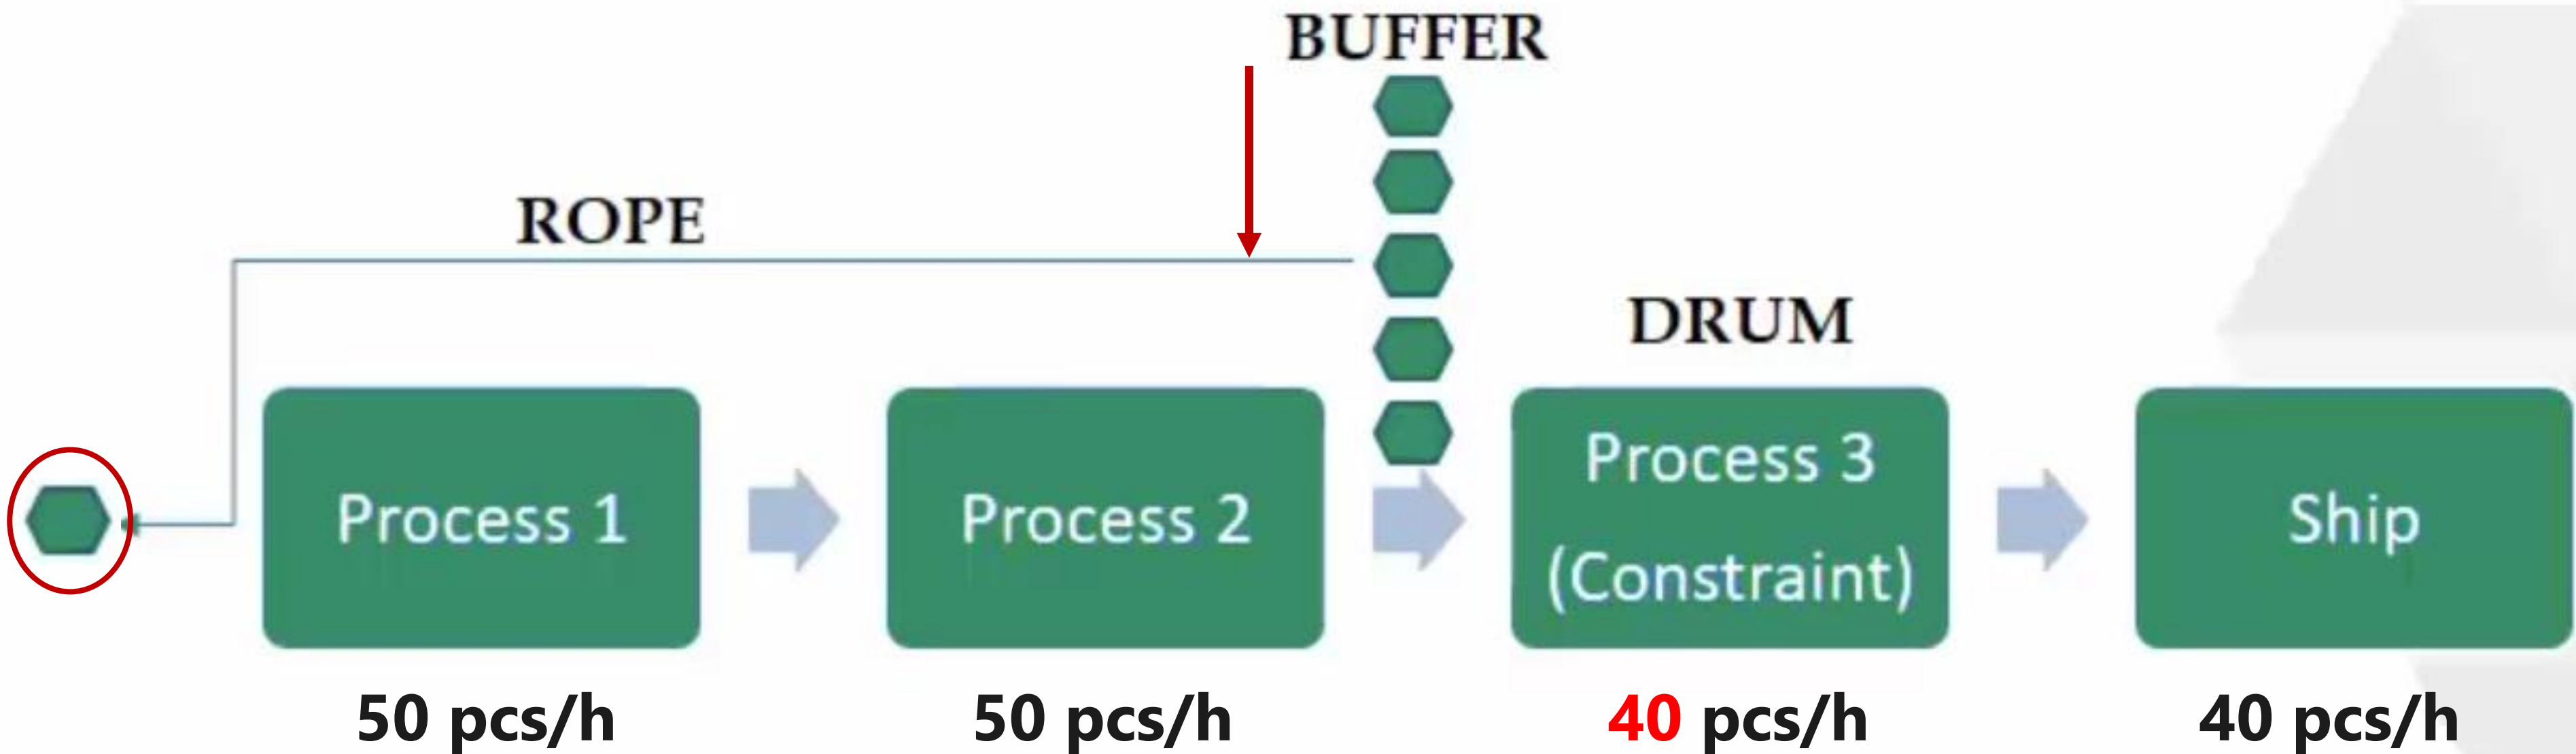 BUFFER
ROPE
DRUM
Process 1
Process 2
Process 3
(Constraint)
Ship
50 pcs/h
50 pcs/h
40 pcs/h
40 pcs/h